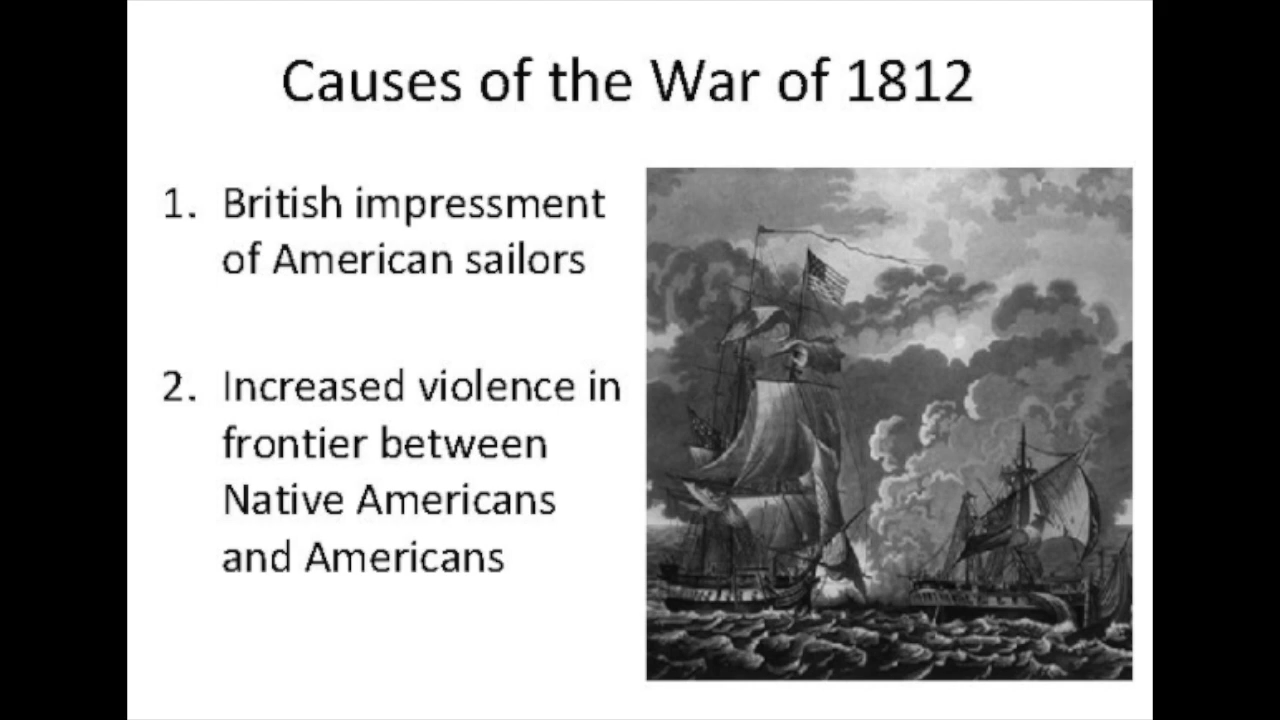 Causes of the War of 1812
1. British impressment
of American sailors
2. Increased violence in
frontier between
Native Americans
and Americans